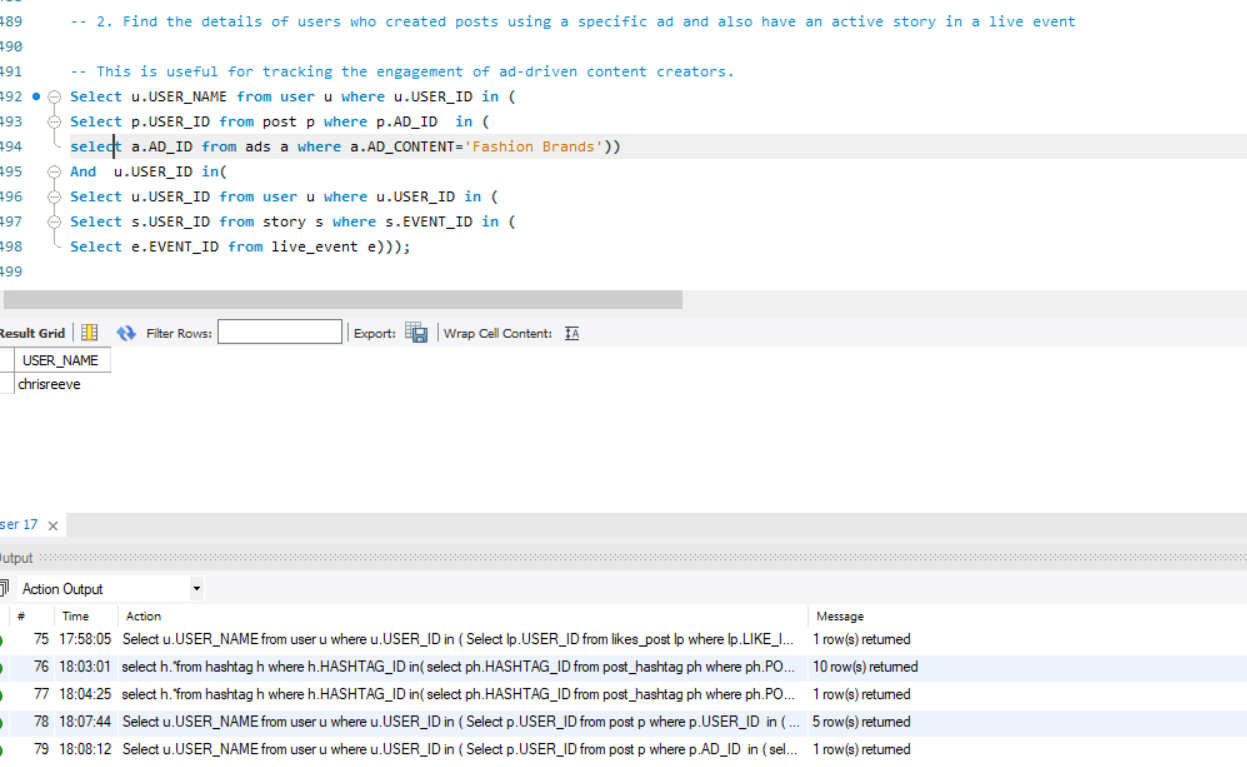 489 -- 2. Find the details of users who created posts using a specific ad and also have an active story in a live event
490
491 -- This is useful for tracking the engagement of ad-driven content creators.
492 Select u.USER_NAME from user u where u.USER_ID in (
493 Select p.USER_ID from post p where p.AD_ID  in (
494 select a.AD_ID from ads a where a.AD_CONTENT='Fashion Brands'))
495 And  u.USER_ID in(
496 Select u.USER_ID from user u where u.USER_ID in (
497 Select s.USER_ID from story s where s.EVENT_ID in (
498 Select e.EVENT_ID from live_event e)));
499
Result Grid Filter Rows: Export: Wrap Cell Content:
USER_NAME
chrisreeve
ser 17
Output
Action Output
# Time Action Message
75 17:58:05 Select u.USER_NAME from user u where u.USER_ID in ( Select lp.USER_ID from likes_post lp where lp.LIKE_I... 1 row(s) returned
76 18:03:01 select h.*from hashtag h where h.HASHTAG_ID in( select ph.HASHTAG_ID from post_hashtag ph where ph.PO... 10 row(s) returned
77 18:04:25 select h.*from hashtag h where h.HASHTAG_ID in( select ph.HASHTAG_ID from post_hashtag ph where ph.PO... 1 row(s) returned
78 18:07:44 Select u.USER_NAME from user u where u.USER_ID in ( Select p.USER_ID from post p where p.USER_ID  in ( ... 5 row(s) returned
79 18:08:12 Select u.USER_NAME from user u where u.USER_ID in ( Select p.USER_ID from post p where p.AD_ID  in ( sel... 1 row(s) returned